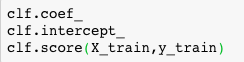 clf.coef_
clf.intercept_
clf.score(X_train,y_train)